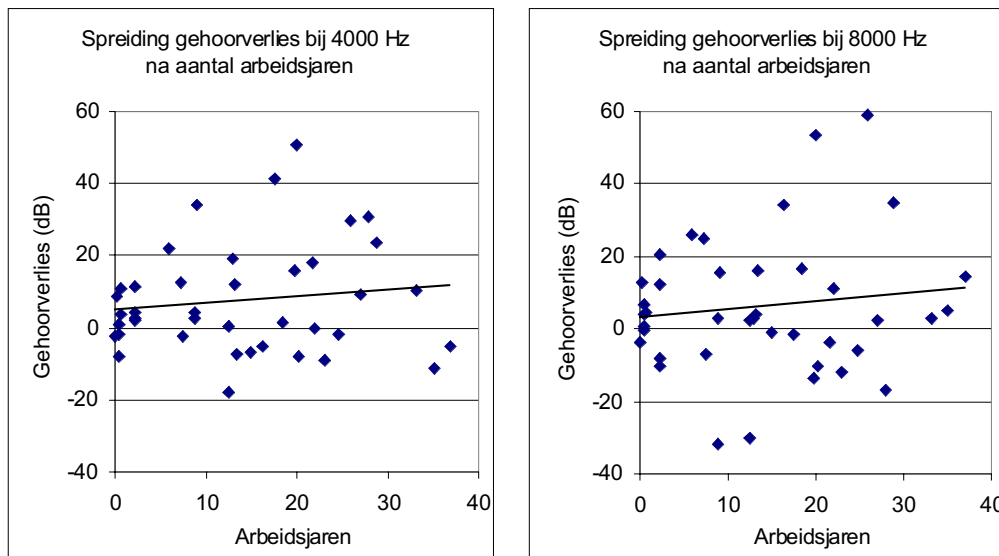 Spreiding gehoorverlies bij 4000 Hz
na aantal arbeidsjaren
60
40
20
0
-20
-40
Gehoorverlies (dB)
0 10 20 30 40
Arbeidsjaren
Spreiding gehoorverlies bij 8000 Hz
na aantal arbeidsjaren
60
40
20
0
-20
-40
Gehoorverlies (dB)
0 10 20 30 40
Arbeidsjaren